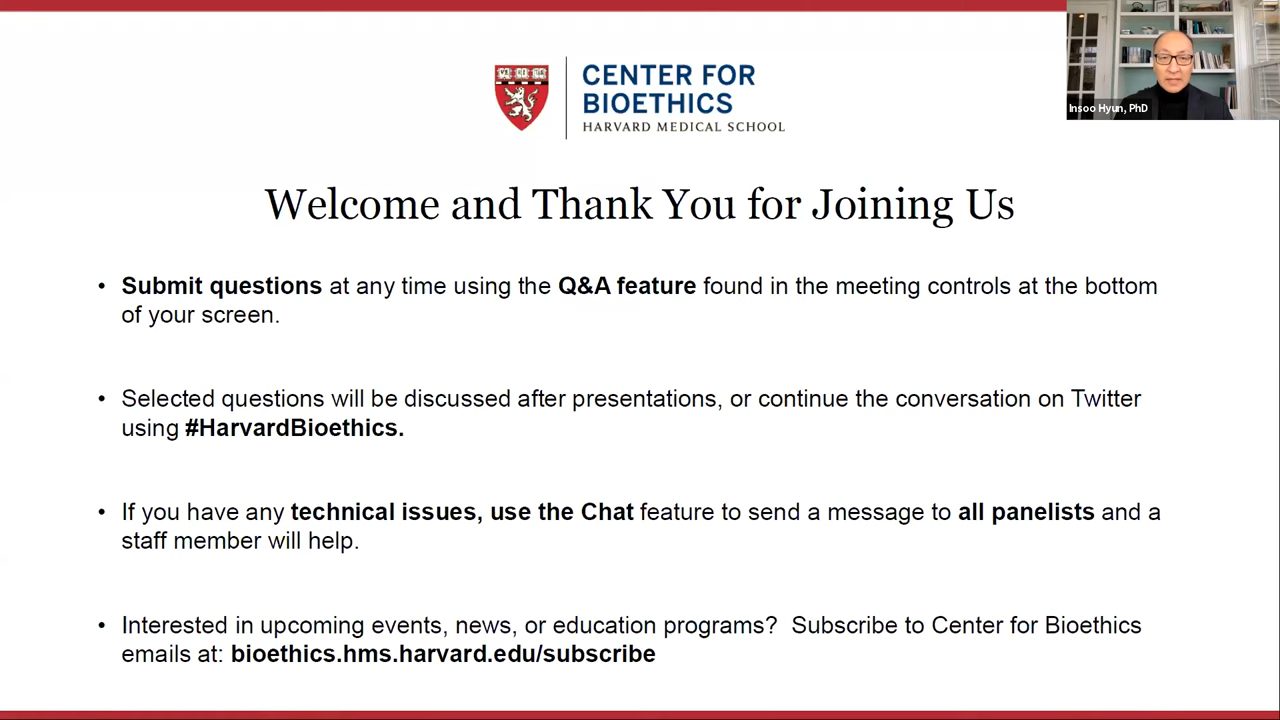 CENTER FOR
BIOETHICS
HARVARD MEDICAL SCHOOL
Insoo Hyun, PhD
Welcome and Thank You for Joining Us
• Submit questions at any time using the Q&A feature found in the meeting controls at the bottom
of your screen.
• Selected questions will be discussed after presentations, or continue the conversation on Twitter
using #HarvardBioethics.
• If you have any technical issues, use the Chat feature to send a message to all panelists and a
staff member will help.
• Interested in upcoming events, news, or education programs?  Subscribe to Center for Bioethics
emails at: bioethics.hms.harvard.edu/subscribe